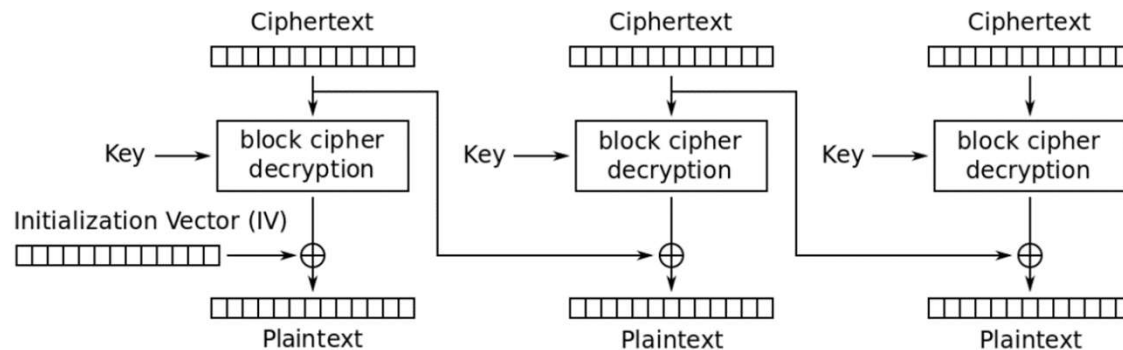 Ciphertext
Ciphertext
Ciphertext
Key
block cipher
decryption
Key
block cipher
decryption
Key
block cipher
decryption
Initialization Vector (IV)
Plaintext
Plaintext
Plaintext